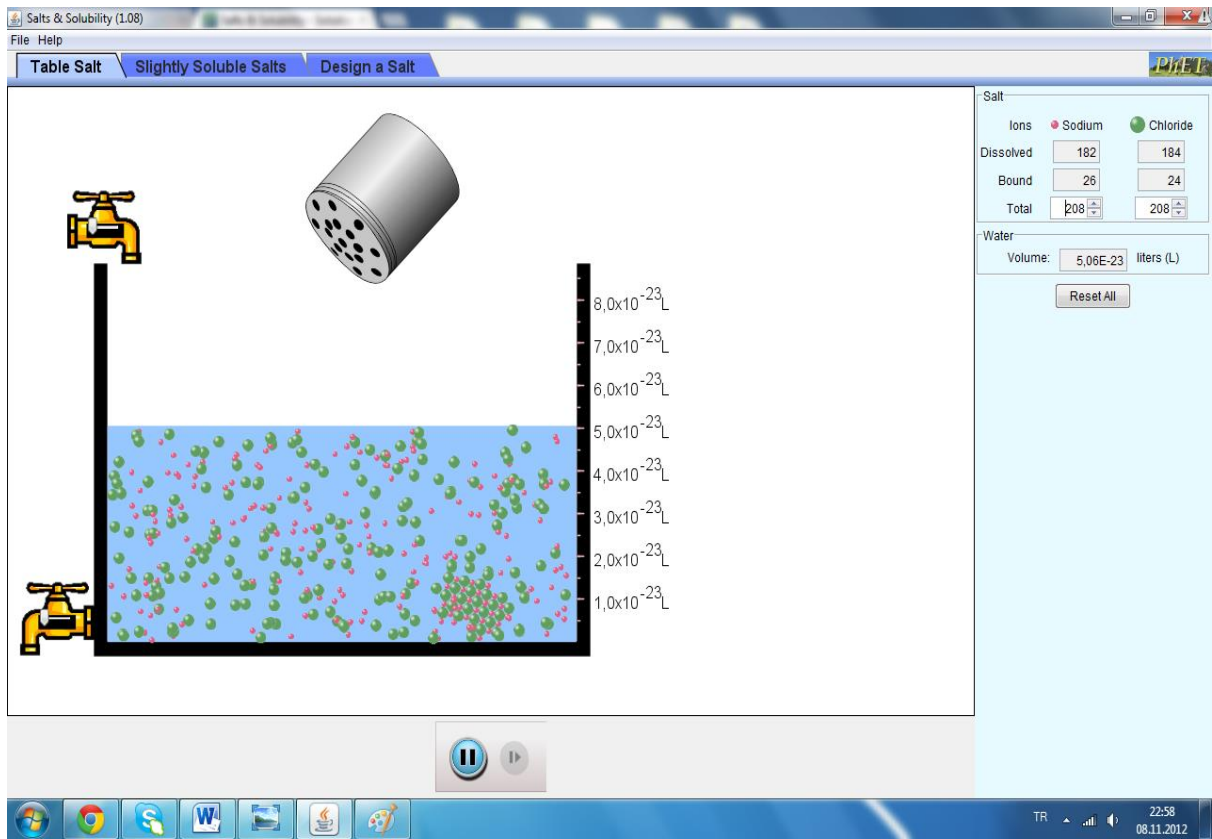 Salts & Solubility (1.08)
File Help
Table Salt Slightly Soluble Salts Design a Salt
PhET
Salt
Ions Sodium Chloride
Dissolved 182 184
Bound 26 24
Total 208 208
Water
Volume: 5,06E-23 liters (L)
Reset All
8,0x10-23L
7,0x10-23L
6,0x10-23L
5,0x10-23L
4,0x10-23L
3,0x10-23L
2,0x10-23L
1,0x10-23L
W
S
TR 22:58
08.11.2012